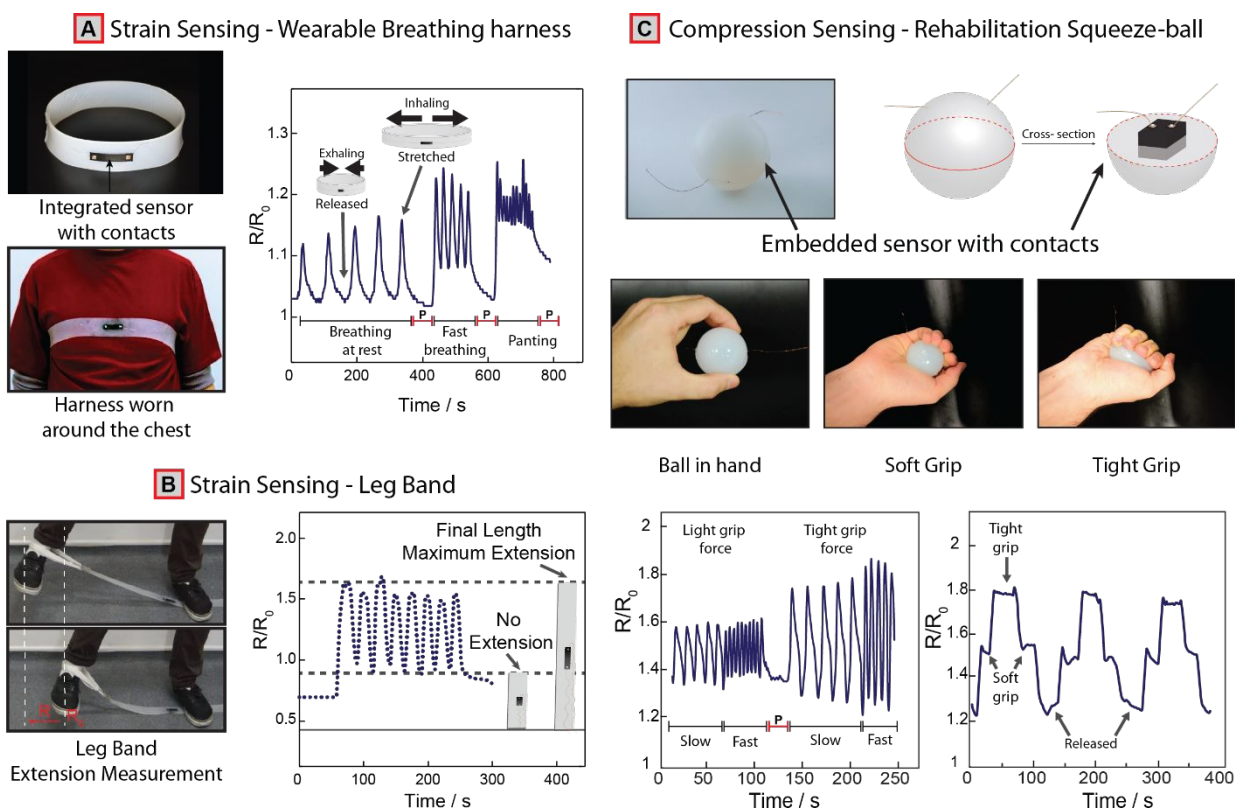 A Strain Sensing - Wearable Breathing harness
Integrated sensor
with contacts
Harness worn
around the chest
R/R0
1.3
1.2
1.1
1
Inhaling
Stretched
Exhaling
Released
P
P
P
Breathing
at rest
Fast
breathing
Panting
0
200
400
600
800
Time / s
B Strain Sensing - Leg Band
Leg Band
Extension Measurement
R/R0
2.0
1.5
1.0
0.5
Final Length
Maximum Extension
No
Extension
0
100
200
300
400
Time / s
C Compression Sensing - Rehabilitation Squeeze-ball
Cross- section
Embedded sensor with contacts
Ball in hand
Soft Grip
Tight Grip
R/R0
2
1.8
1.6
1.4
1.2
1
Light grip
force
Tight grip
force
P
Slow
Fast
Slow
Fast
0
50
100
150
200
250
Time / s
R/R0
2
1.8
1.6
1.4
1.2
1
Tight
grip
Soft
grip
Released
0
100
200
300
400
Time / s